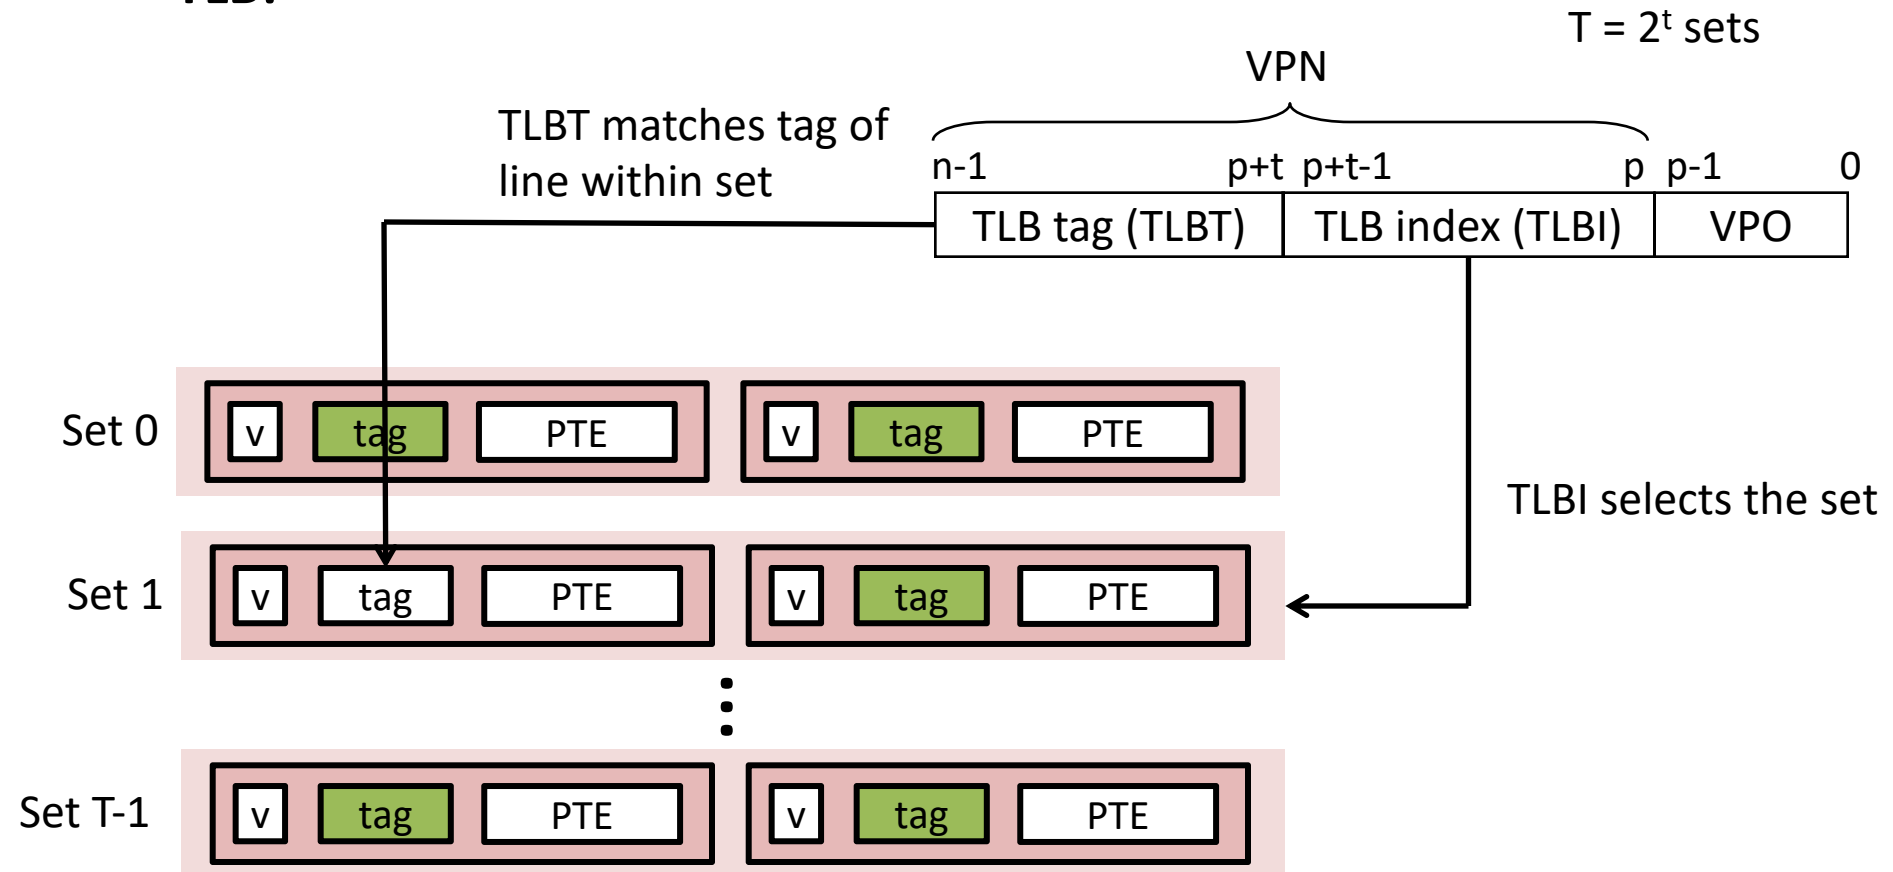 T = 2ᵗ sets
VPN
TLBT matches tag of
line within set
n-1 p+t p+t-1 p p-1 0
TLB tag (TLBT) TLB index (TLBI) VPO
Set 0 v tag PTE v tag PTE
TLBI selects the set
Set 1 v tag PTE v tag PTE
⋮
Set T-1 v tag PTE v tag PTE